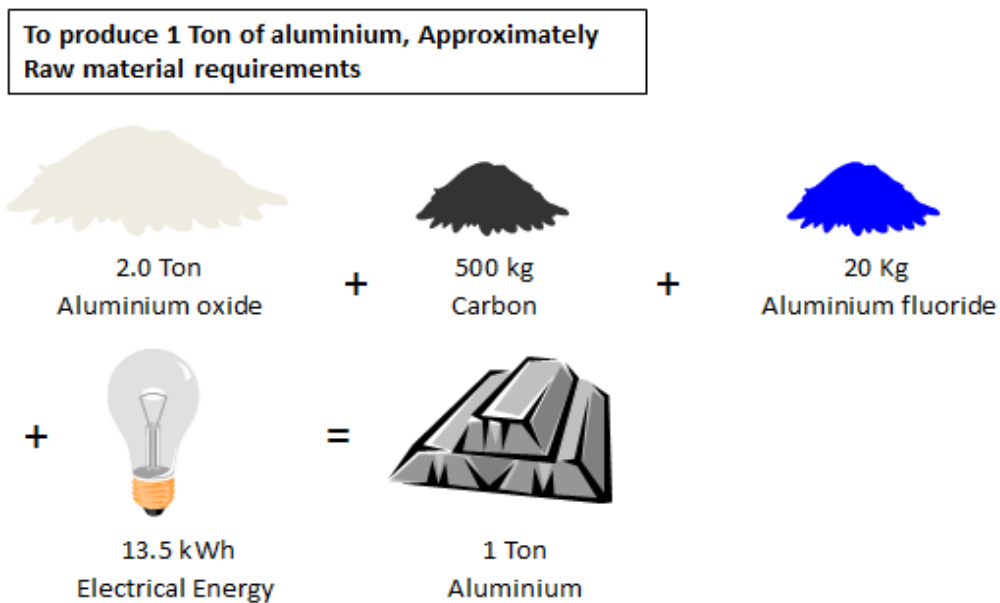 To produce 1 Ton of aluminium, Approximately
Raw material requirements
2.0 Ton
Aluminium oxide
+
500 kg
Carbon
+
20 Kg
Aluminium fluoride
+
13.5 kWh
Electrical Energy
=
1 Ton
Aluminium